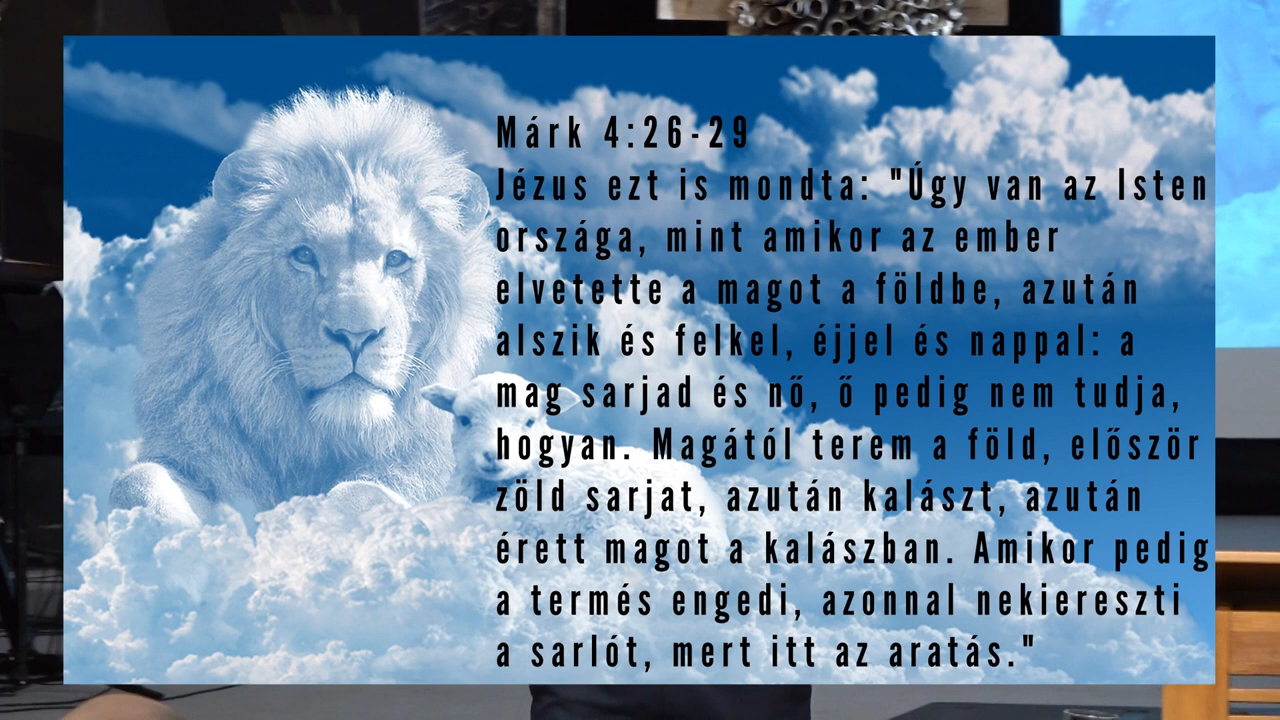 Márk 4:26-29
Jézus ezt is mondta: "Úgy van az Isten
országa, mint amikor az ember
elvetette a magot a földbe, azután
alszik és felkel, éjjel és nappal: a
mag sarjad és nő, ő pedig nem tudja,
hogyan. Magától terem a föld, először
zöld sarjat, azután kalászt, azután
érett magot a kalászban. Amikor pedig
a termés engedi, azonnal nekiereszti
a sarlót, mert itt az aratás."